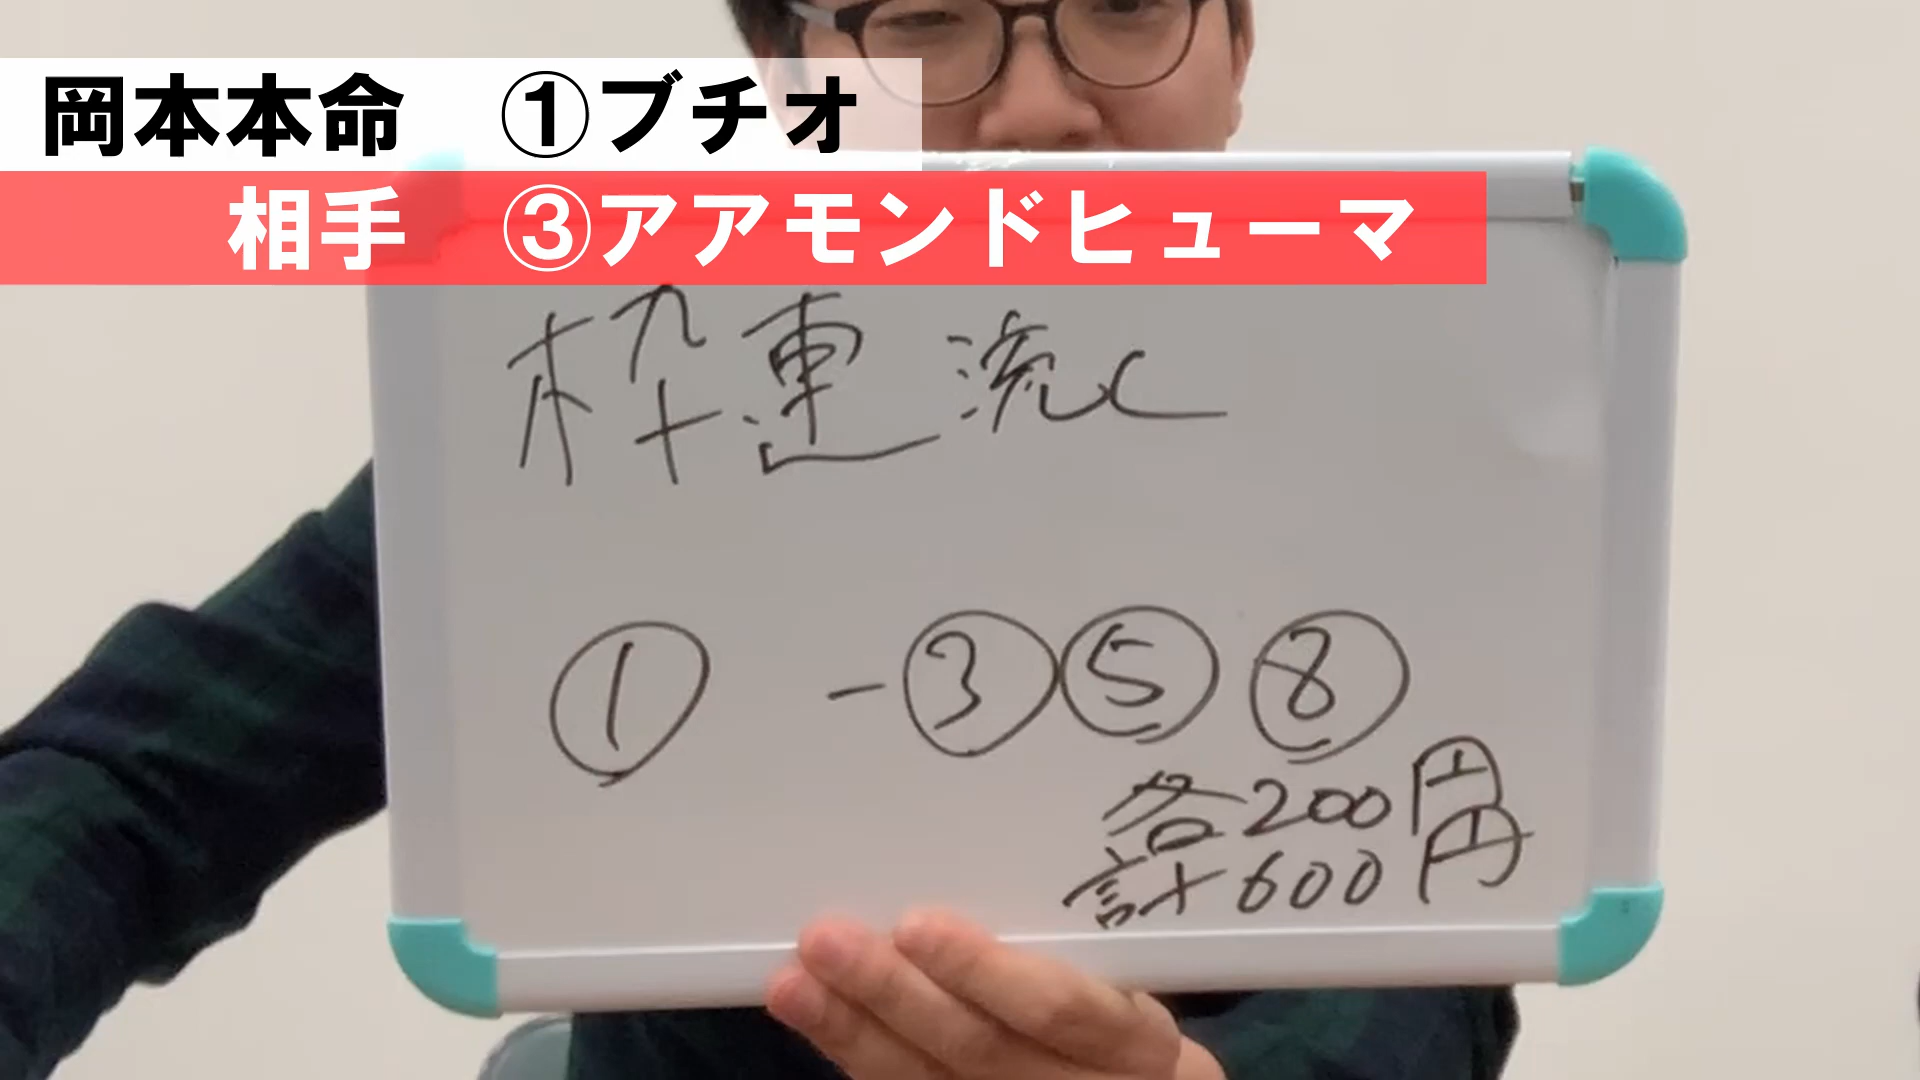 岡本本命　①ブチオ
相手　③アアモンドヒューマ
枠連流し
① -③⑤⑧
各200円
計600円